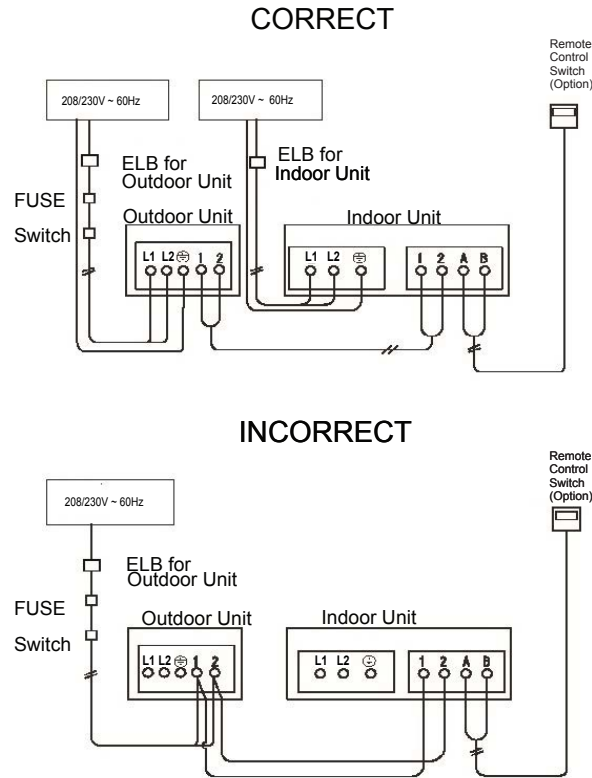 CORRECT
Remote
Control
Switch
(Option)
208/230V ~ 60Hz
208/230V ~ 60Hz
ELB for
Outdoor Unit
ELB for
Indoor Unit
FUSE
Switch
Outdoor Unit
Indoor Unit
L1 L2 1 2
L1 L2
1 2 A B
INCORRECT
Remote
Control
Switch
(Option)
208/230V ~ 60Hz
ELB for
Outdoor Unit
FUSE
Switch
Outdoor Unit
Indoor Unit
L1 L2 1 2
L1 L2
1 2 A B